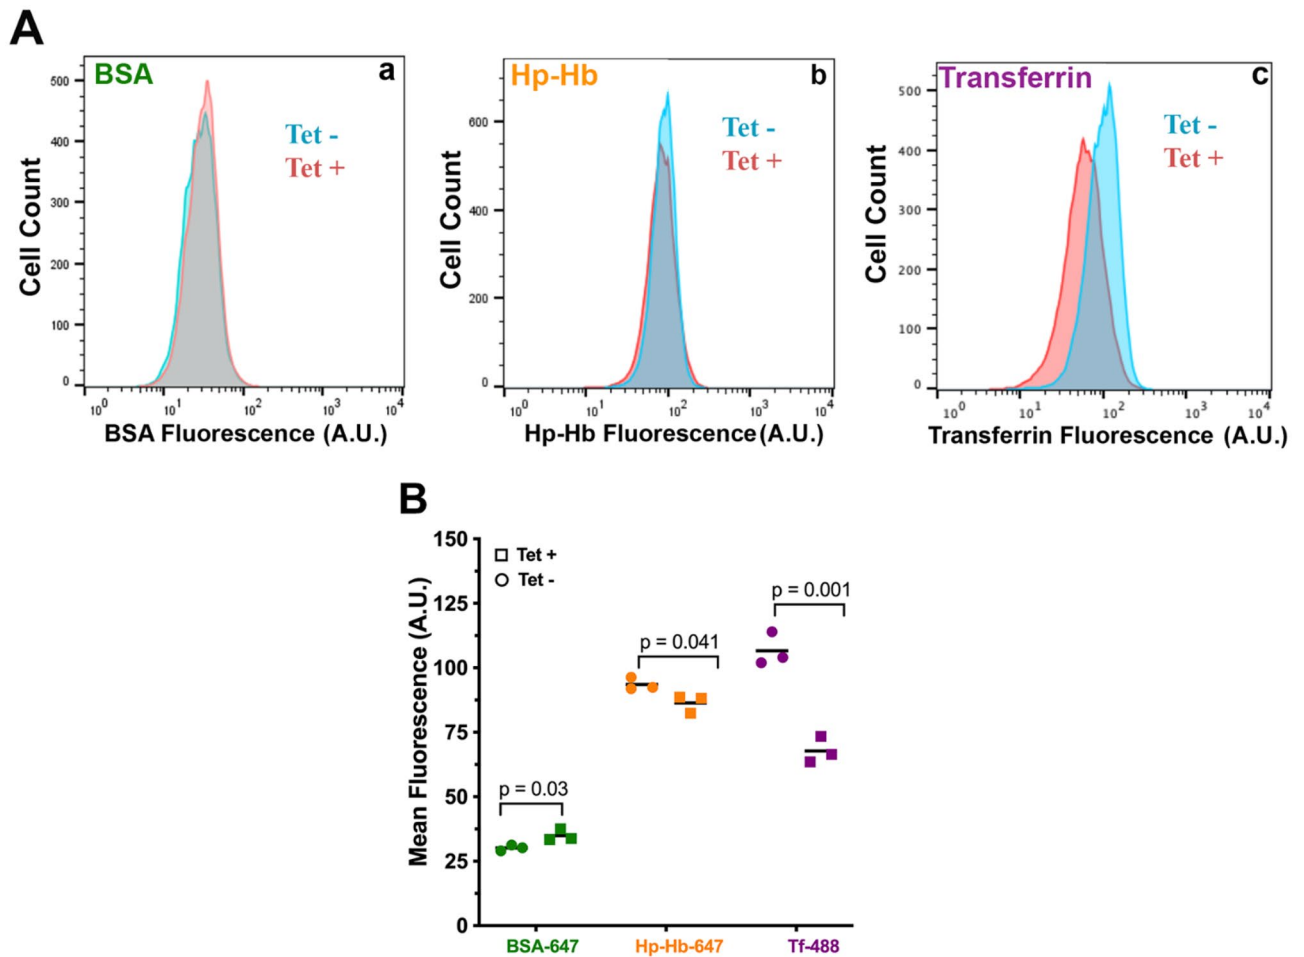 A
BSA
a
Tet -
Tet +
500
400
300
200
100
0
Cell Count
10^0 10^1 10^2 10^3 10^4
BSA Fluorescence (A.U.)
Hp-Hb
b
Tet -
Tet +
600
400
200
0
Cell Count
10^0 10^1 10^2 10^3 10^4
Hp-Hb Fluorescence (A.U.)
Transferrin
c
Tet -
Tet +
500
400
300
200
100
0
Cell Count
10^0 10^1 10^2 10^3 10^4
Transferrin Fluorescence (A.U.)
B
Mean Fluorescence (A.U.)
150
125
100
75
50
25
0
Tet +
Tet -
p = 0.03
p = 0.041
p = 0.001
BSA-647
Hp-Hb-647
Tf-488